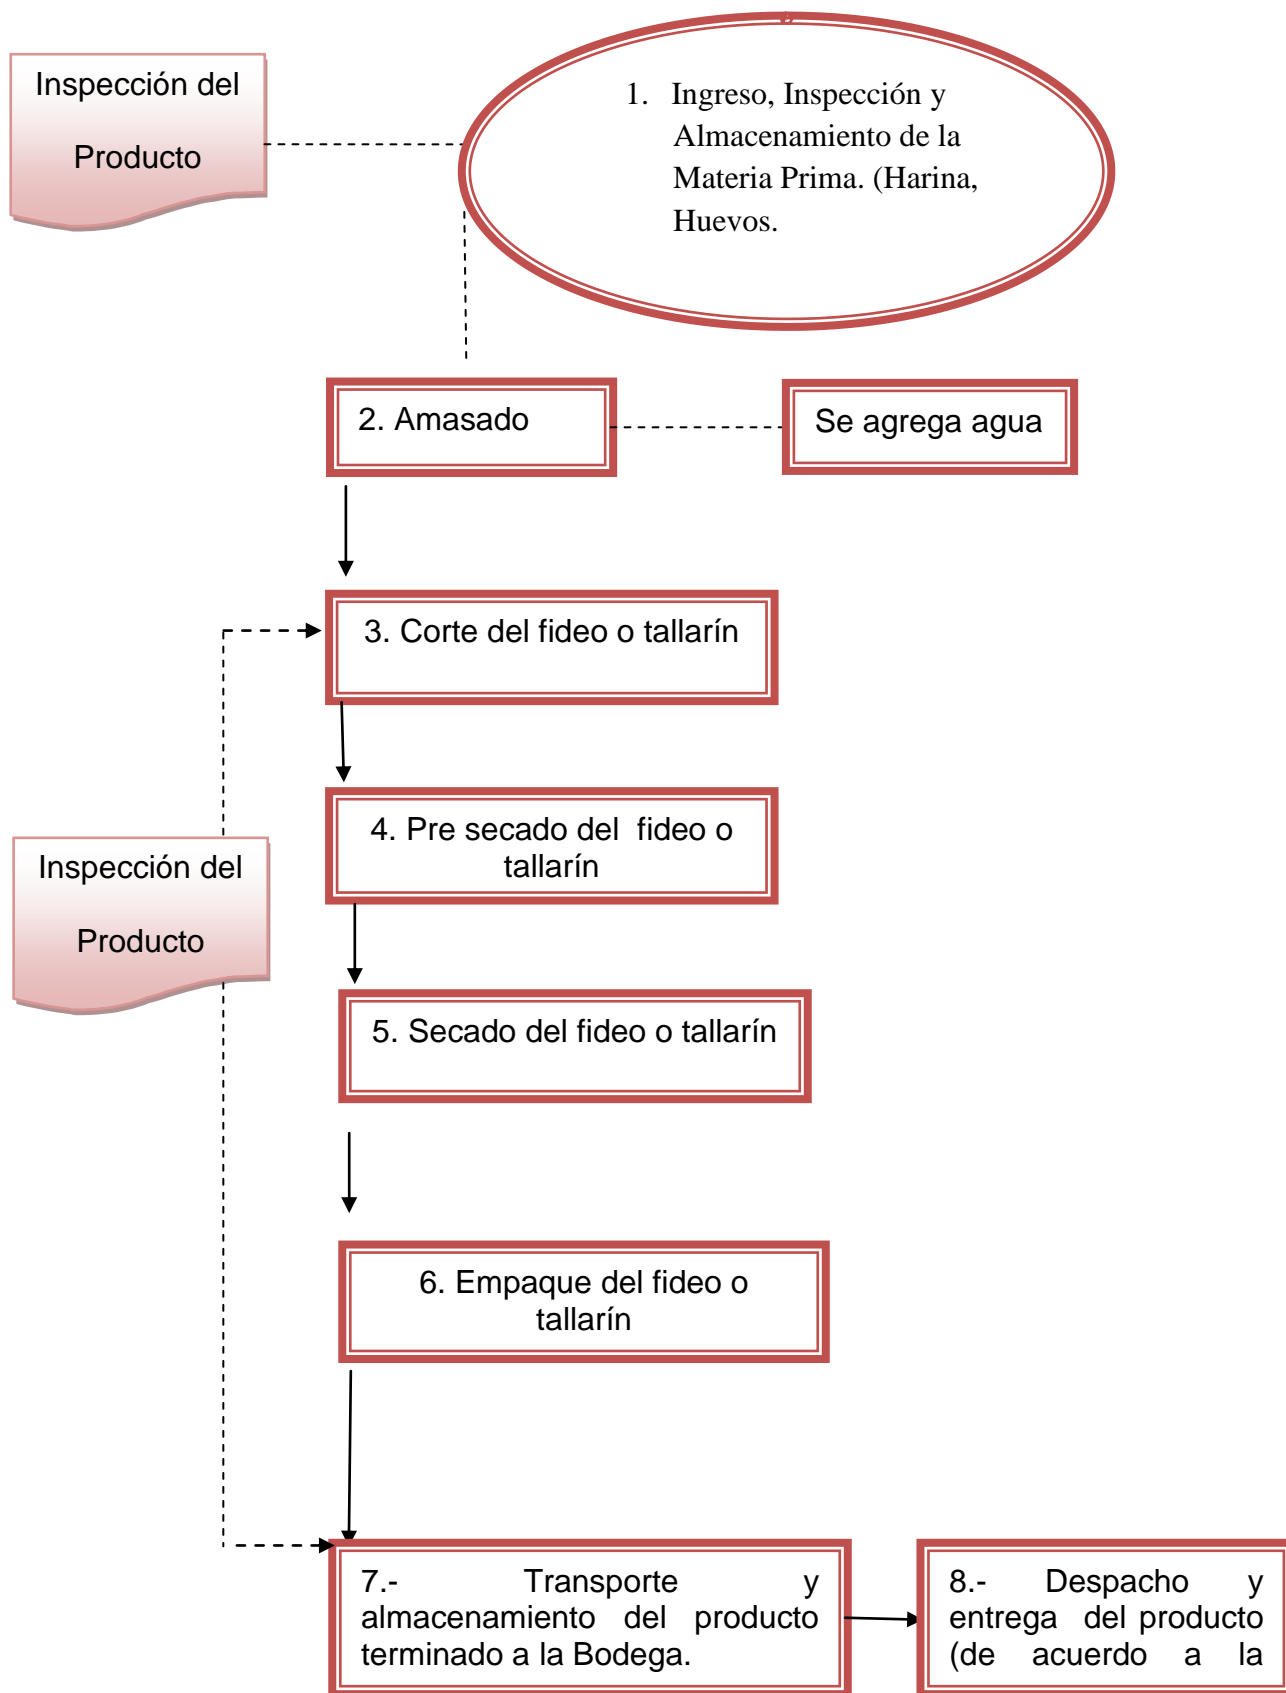 Inspección del
Producto
1. Ingreso, Inspección y
Almacenamiento de la
Materia Prima. (Harina,
Huevos.
2. Amasado
Se agrega agua
3. Corte del fideo o tallarín
4. Pre secado del fideo o
tallarín
Inspección del
Producto
5. Secado del fideo o tallarín
6. Empaque del fideo o
tallarín
7.- Transporte y
almacenamiento del producto
terminado a la Bodega.
8.- Despacho y
entrega del producto
(de acuerdo a la